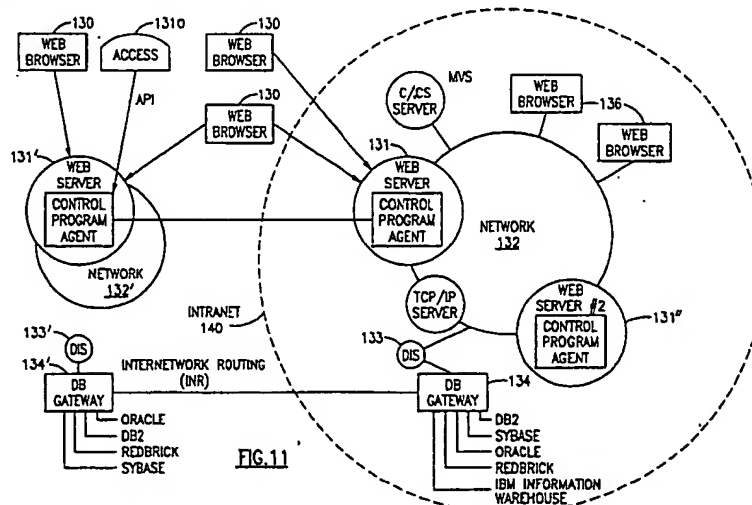 130
WEB
BROWSER
1310
ACCESS
API
130
WEB
BROWSER
130
WEB
BROWSER
131'
WEB
SERVER
CONTROL
PROGRAM
AGENT
NETWORK
132'
C/CS
SERVER
MVS
WEB
BROWSER
136
WEB
BROWSER
131
WEB
SERVER
CONTROL
PROGRAM
AGENT
NETWORK
132
TCP/IP
SERVER
WEB
SERVER #2
CONTROL
PROGRAM
AGENT
131"
INTRANET
140
133'
DIS
134'
DB
GATEWAY
INTERNETWORK ROUTING
(INR)
133
DIS
134
DB
GATEWAY
ORACLE
DB2
REDBRICK
SYBASE
DB2
SYBASE
ORACLE
REDBRICK
IBM INFORMATION
WAREHOUSE
FIG.11